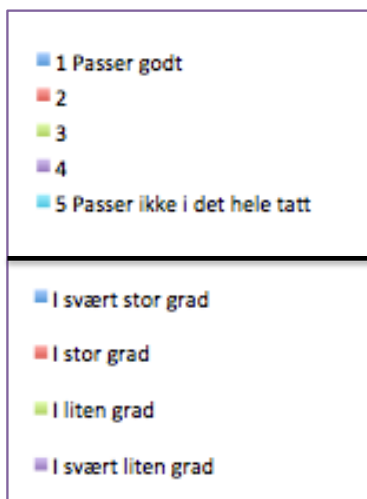 1 Passer godt
2
3
4
5 Passer ikke i det hele tatt
I svært stor grad
I stor grad
I liten grad
I svært liten grad